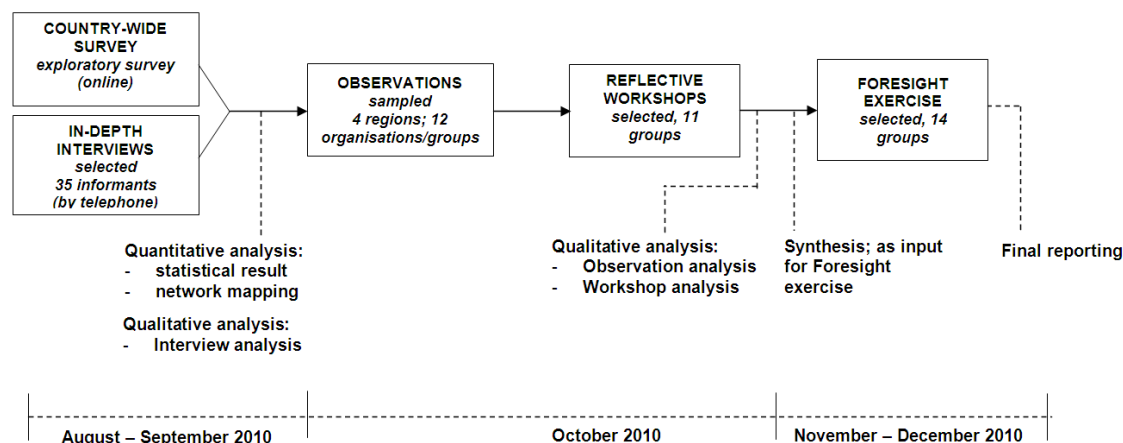 COUNTRY-WIDE
SURVEY
exploratory survey
(online)
IN-DEPTH
INTERVIEWS
selected
35 informants
(by telephone)
OBSERVATIONS
sampled
4 regions; 12
organisations/groups
REFLECTIVE
WORKSHOPS
selected, 11
groups
FORESIGHT
EXERCISE
selected, 14
groups
Quantitative analysis:
- statistical result
- network mapping
Qualitative analysis:
- Interview analysis
Qualitative analysis:
- Observation analysis
- Workshop analysis
Synthesis; as input
for Foresight
exercise
Final reporting
August – September 2010
October 2010
November – December 2010